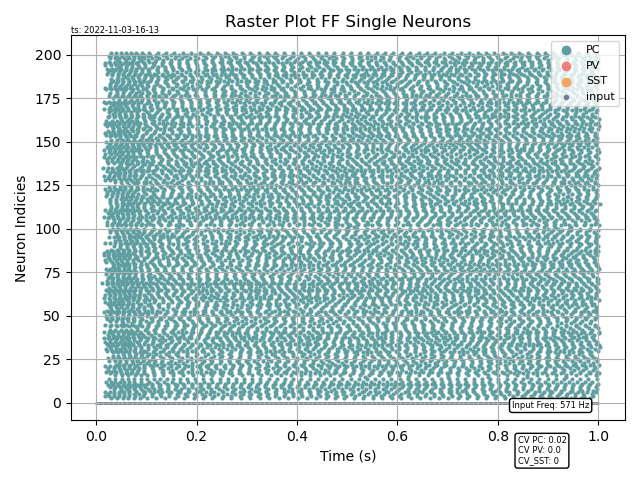 Raster Plot FF Single Neurons
ts: 2022-11-03-16-13
PC
PV
SST
input
Neuron Indicies
200
175
150
125
100
75
50
25
0
Input Freq: 571 Hz
0.0 0.2 0.4 0.6 0.8 1.0
Time (s)
CV PC: 0.02
CV PV: 0.0
CV_SST: 0